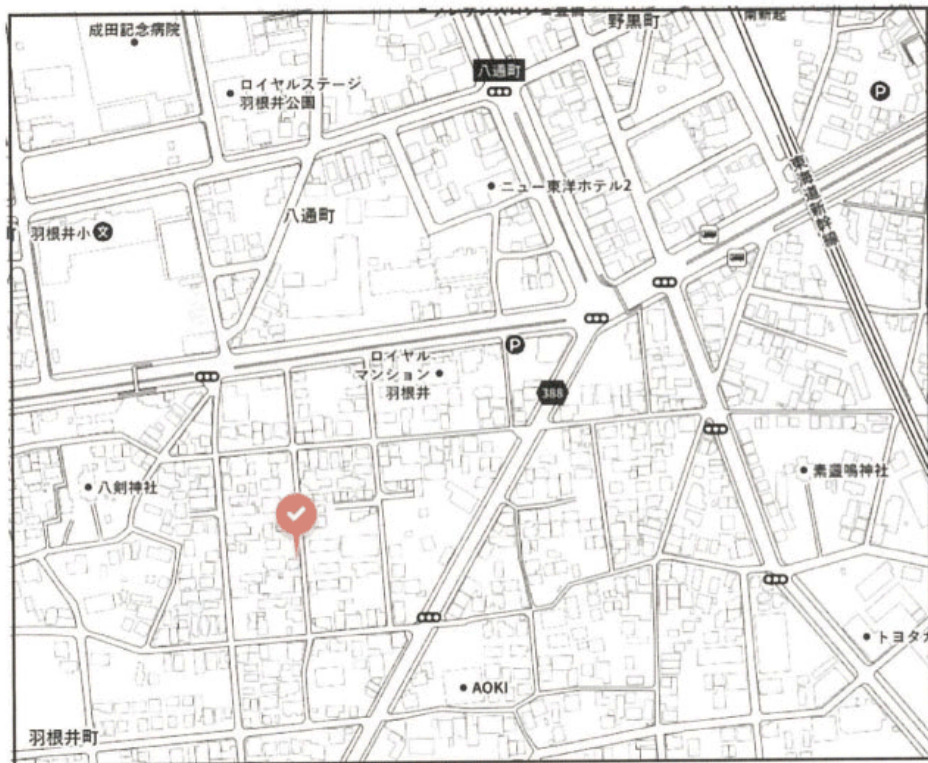 野黒町
成田記念病院
八通町
ロイヤルステージ
羽根井公園
P
ニュー東洋ホテル2
東海道新幹線
八通町
羽根井小
文
ロイヤル
マンション
羽根井
P
388
八剣神社
素盞嗚神社
トヨタカ
AOKI
羽根井町